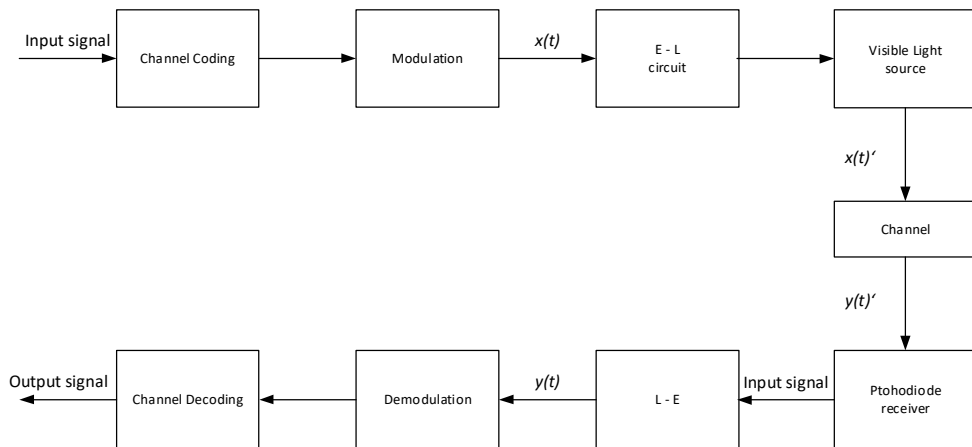 Input signal
Channel Coding
Modulation
x(t)
E - L
circuit
Visible Light
source
x(t)‘
Channel
y(t)‘
Ptohodiode
receiver
Input signal
L - E
y(t)
Demodulation
Channel Decoding
Output signal